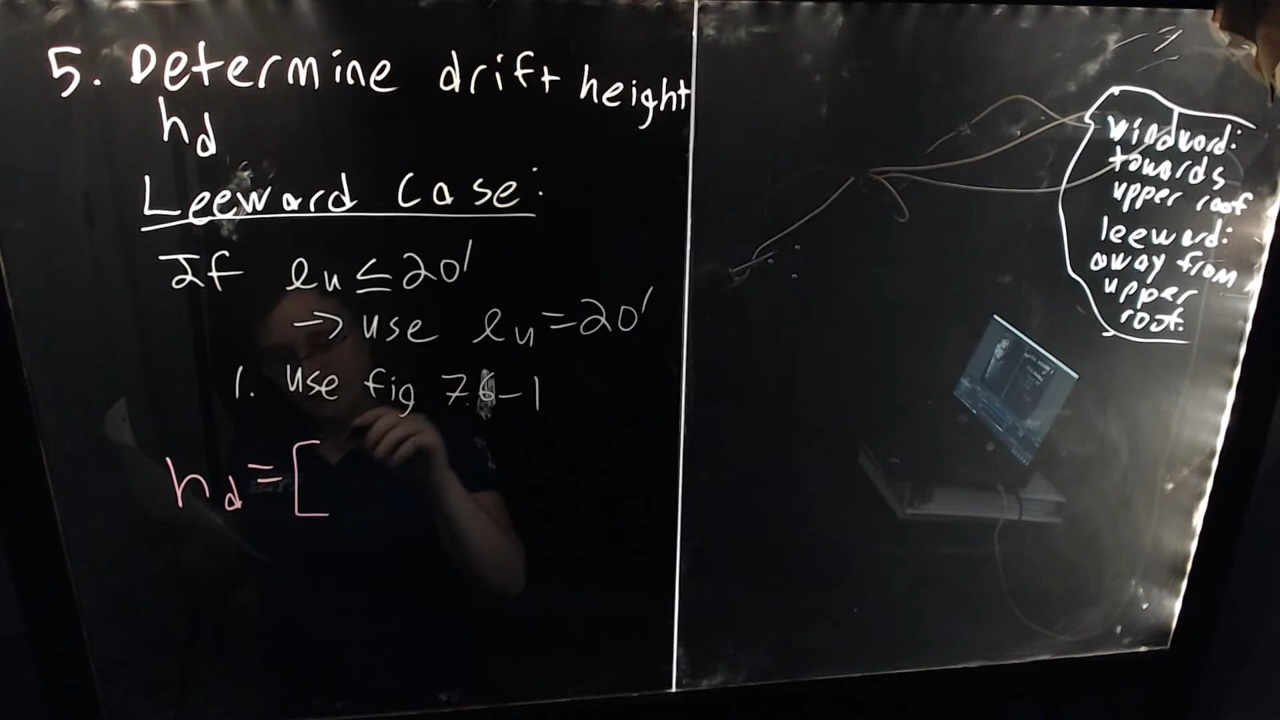 5. Determine drift height
hd
Leeward Case:
If lu ≤ 20'
→ use lu = 20'
1. Use fig 7.6-1
hd = [
windward:
towards
upper roof
leeward:
away from
upper
roof.